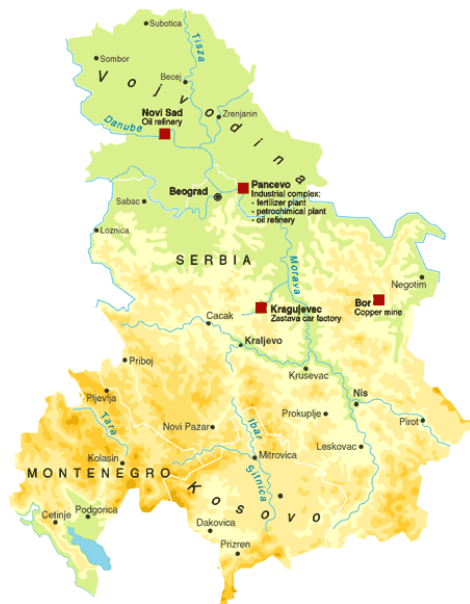 Subotica
Tisza
Sombor
Vojvodina
Becej
Novi Sad
Oil refinery
Zrenjanin
Danube
Pancevo
Industrial complex:
- fertilizer plant
- petrochimical plant
- oil refinery
Beograd
Sabac
Loznica
SERBIA
Morava
Negotim
Bor
Copper mine
Kragujevac
Zastava car factory
Cacak
Kraljevo
Priboj
Krusevac
Pljevlja
Nis
Tara
Novi Pazar
Ibar
Prokuplje
Pirot
Leskovac
Kolasin
Mitrovica
MONTENEGRO
Silnica
Kosovo
Cetinje
Podgorica
Dakovica
Prizren